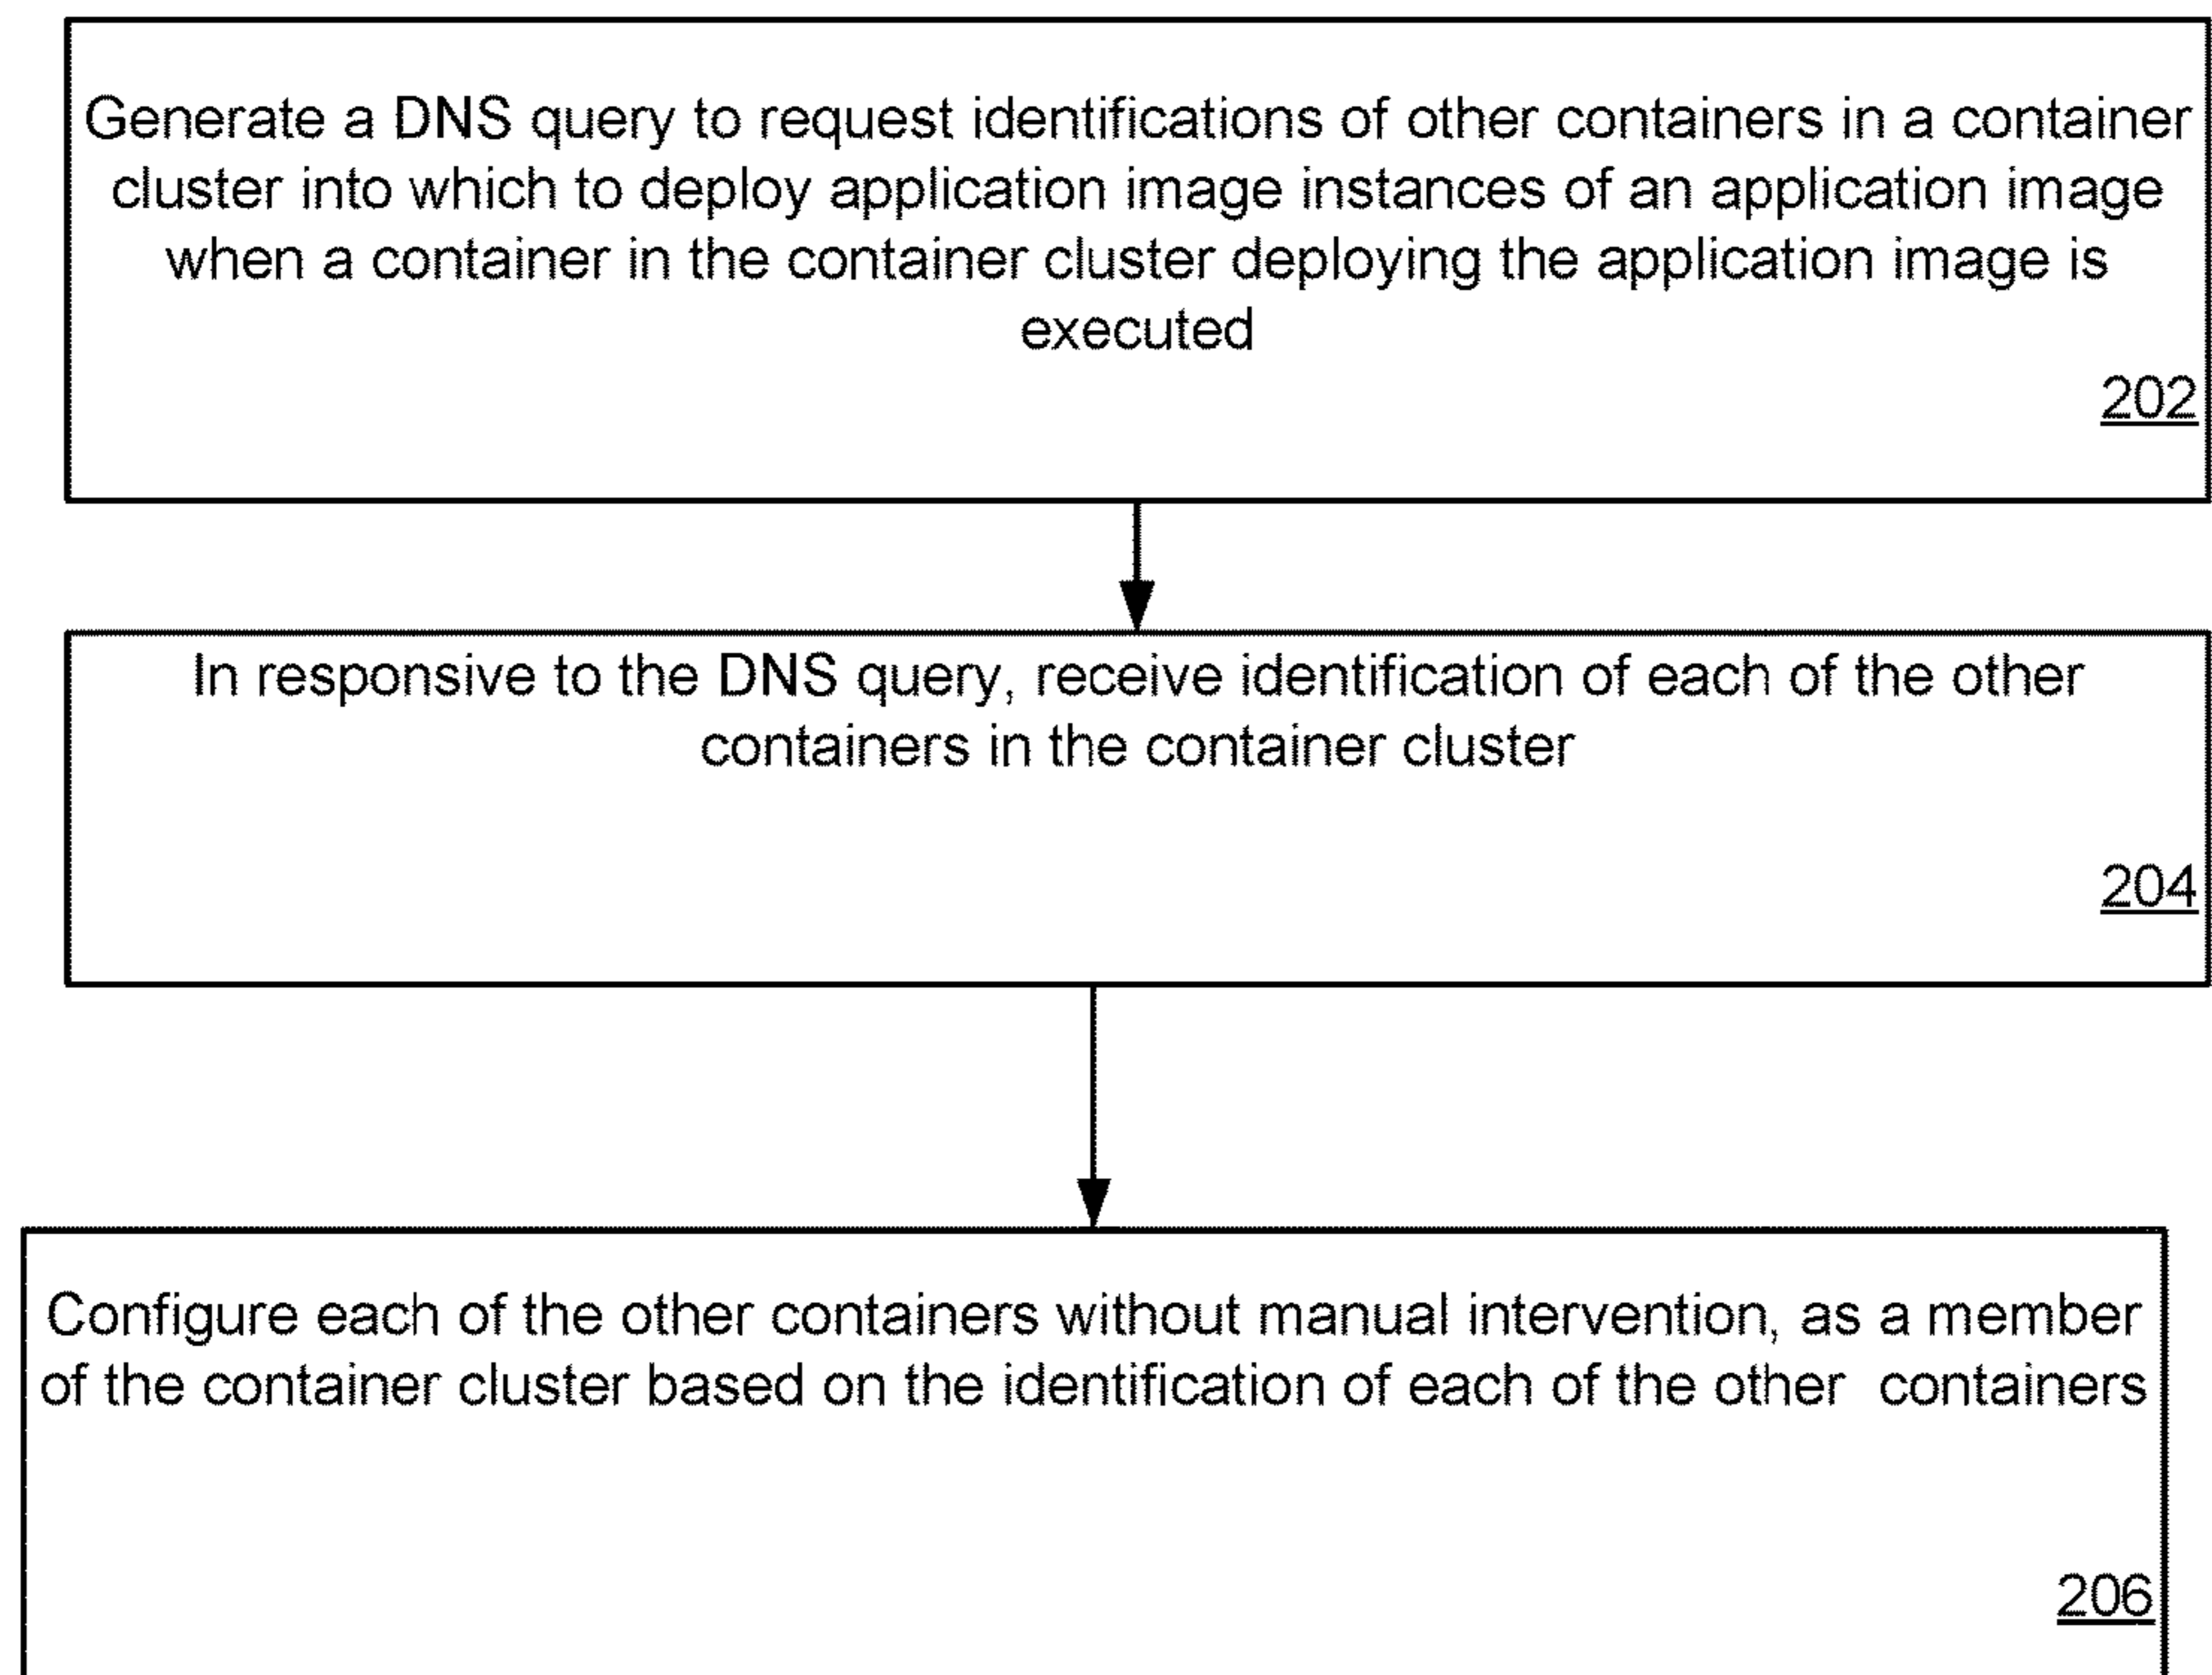 Generate a DNS query to request identifications of other containers in a container
cluster into which to deploy application image instances of an application image
when a container in the container cluster deploying the application image is
executed
202
In responsive to the DNS query, receive identification of each of the other
containers in the container cluster
204
Configure each of the other containers without manual intervention, as a member
of the container cluster based on the identification of each of the other containers
206